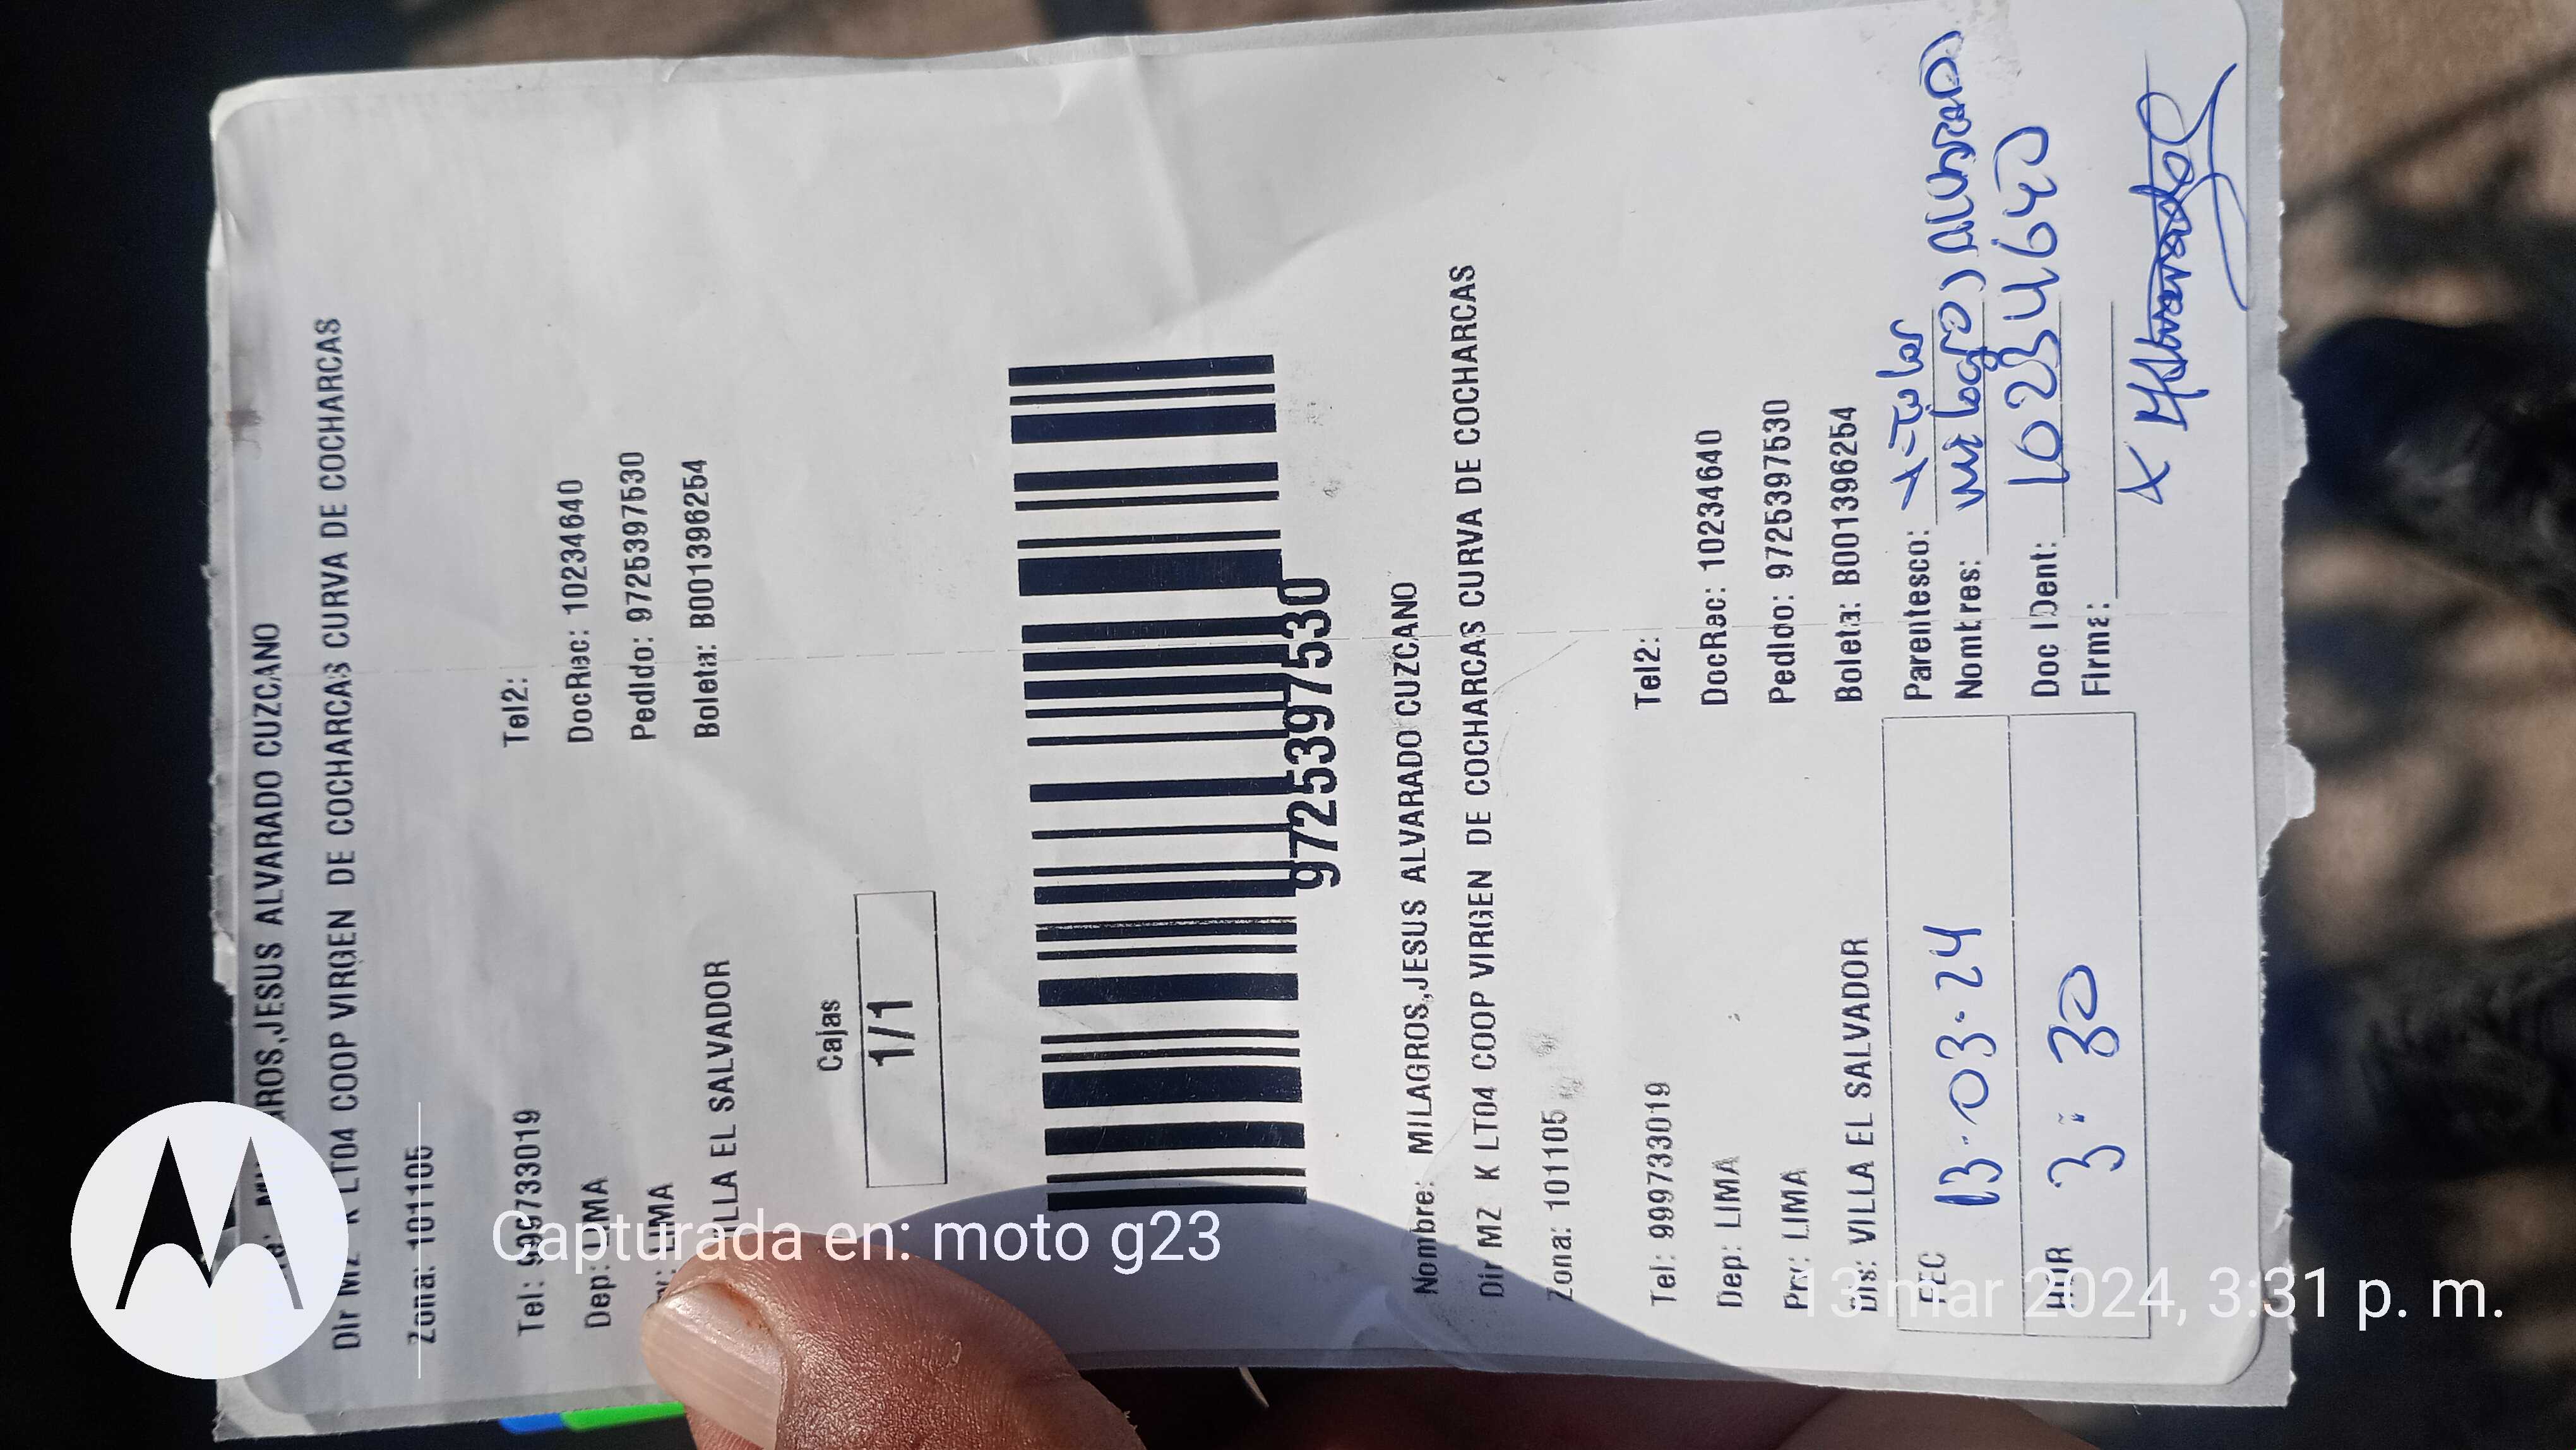 MILAGROS,JESUS ALVARADO CUZCANO
Dir MZ K LT04 COOP VIRGEN DE COCHARCAS CURVA DE COCHARCAS
Zona: 101105
Tel: 999733019 Tel2:
Dep: LIMA DocRec: 10234640
LIMA PedIdo: 9725397530
VILLA EL SALVADOR Boleta: B001396254
Cajas
1/1
9725397530
Nombre: MILAGROS,JESUS ALVARADO CUZCANO
Dir MZ K LT04 COOP VIRGEN DE COCHARCAS CURVA DE COCHARCAS
Zona: 101105
Tel: 999733019 Tel2:
Dep: LIMA DocRec: 10234640
Prv: LIMA PedIdo: 9725397530
Dis: VILLA EL SALVADOR Boleta: B001396254
FEC 13-03-24
HOR 3:30
Parentesco: titular
Nombres: milagros Alvarado
Doc IDent: 10234640
Firma: x
Capturada en: moto g23
13 mar 2024, 3:31 p. m.